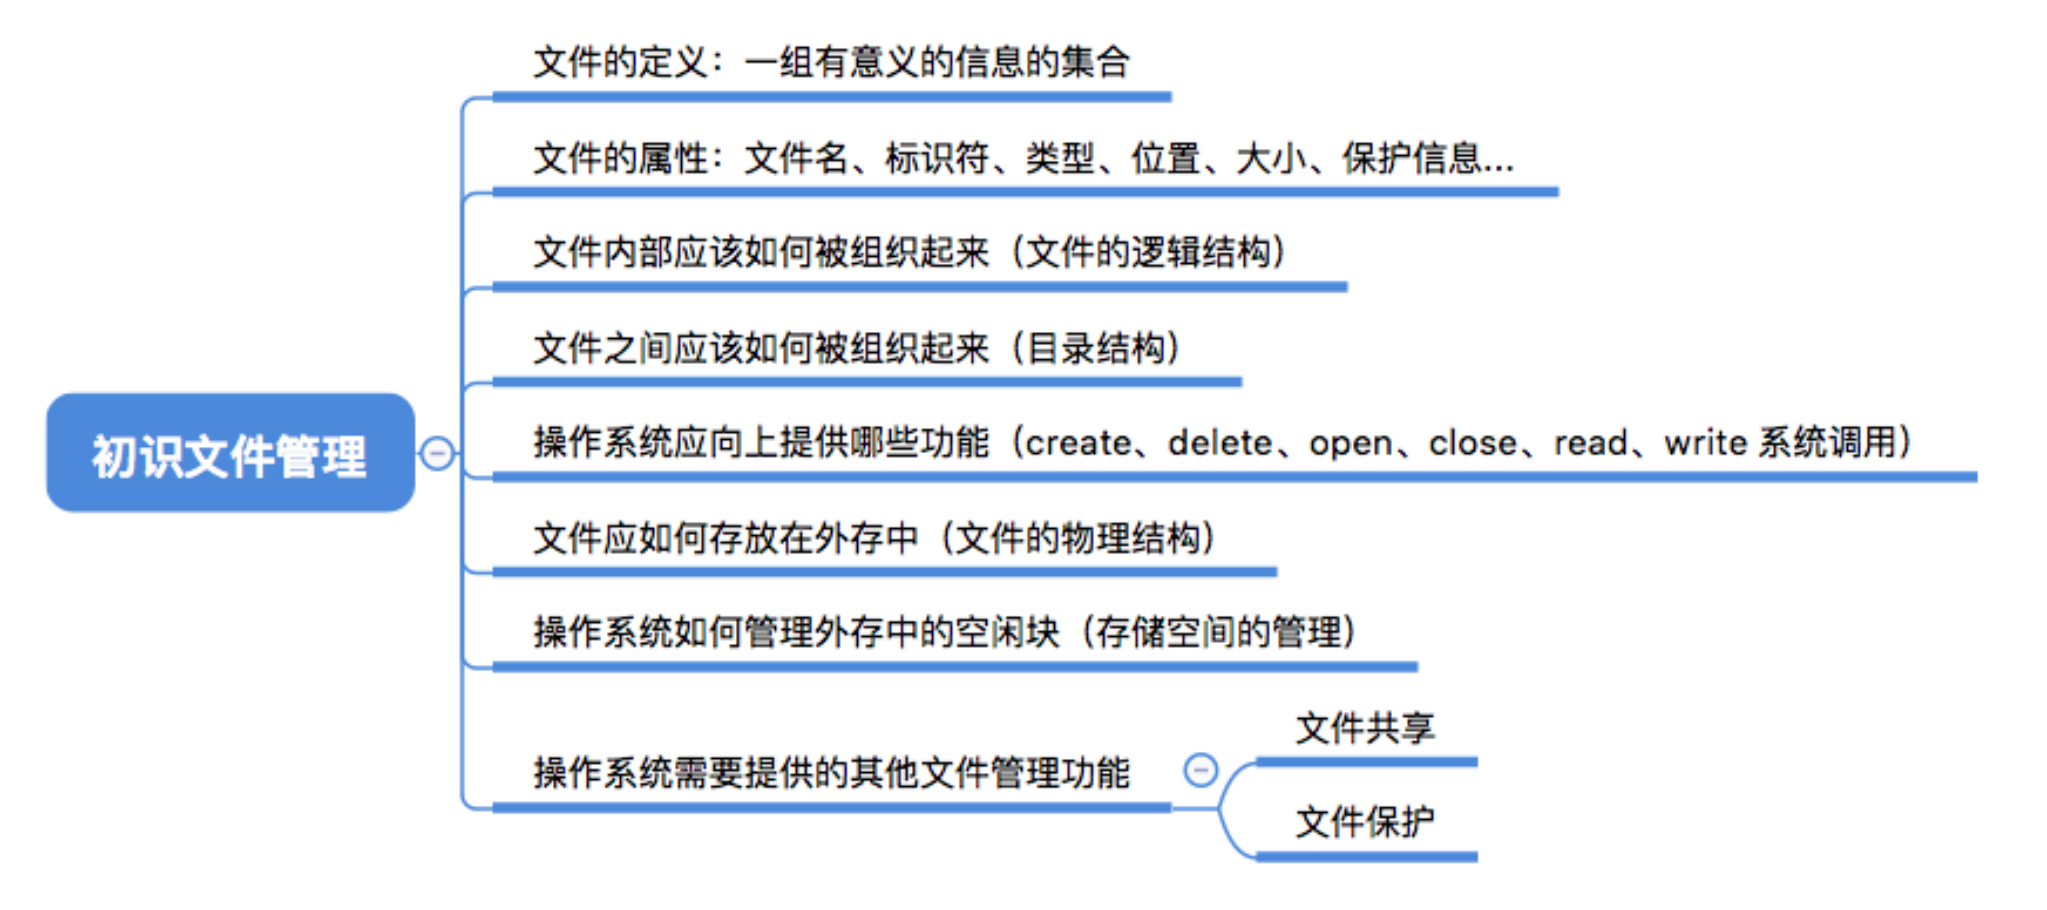 初识文件管理
文件的定义：一组有意义的信息的集合
文件的属性：文件名、标识符、类型、位置、大小、保护信息...
文件内部应该如何被组织起来（文件的逻辑结构）
文件之间应该如何被组织起来（目录结构）
操作系统应向上提供哪些功能（create、delete、open、close、read、write 系统调用）
文件应如何存放在外存中（文件的物理结构）
操作系统如何管理外存中的空闲块（存储空间的管理）
操作系统需要提供的其他文件管理功能
文件共享
文件保护